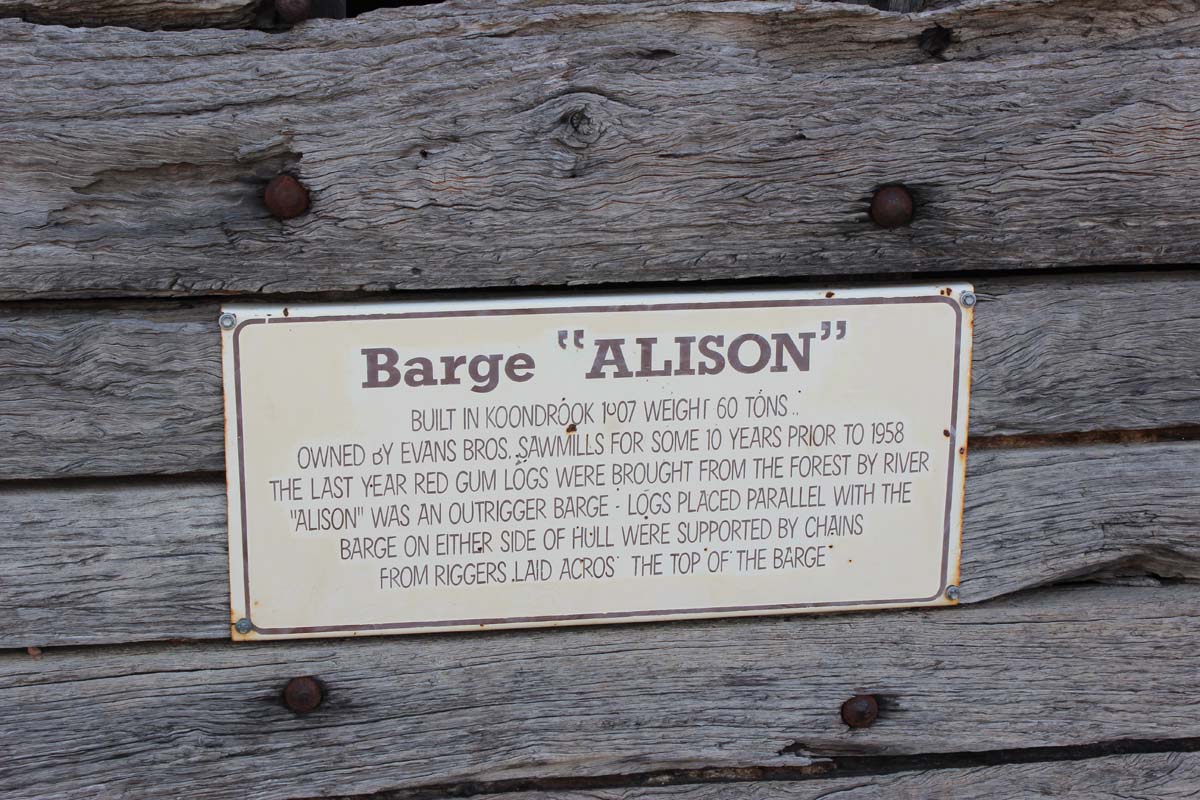 Barge "ALISON"
BUILT IN KOONDROOK 1907 WEIGHT 60 TONS
OWNED BY EVANS BROS. SAWMILLS FOR SOME 10 YEARS PRIOR TO 1958
THE LAST YEAR RED GUM LOGS WERE BROUGHT FROM THE FOREST BY RIVER
"ALISON" WAS AN OUTRIGGER BARGE - LOGS PLACED PARALLEL WITH THE
BARGE ON EITHER SIDE OF HULL WERE SUPPORTED BY CHAINS
FROM RIGGERS LAID ACROS THE TOP OF THE BARGE